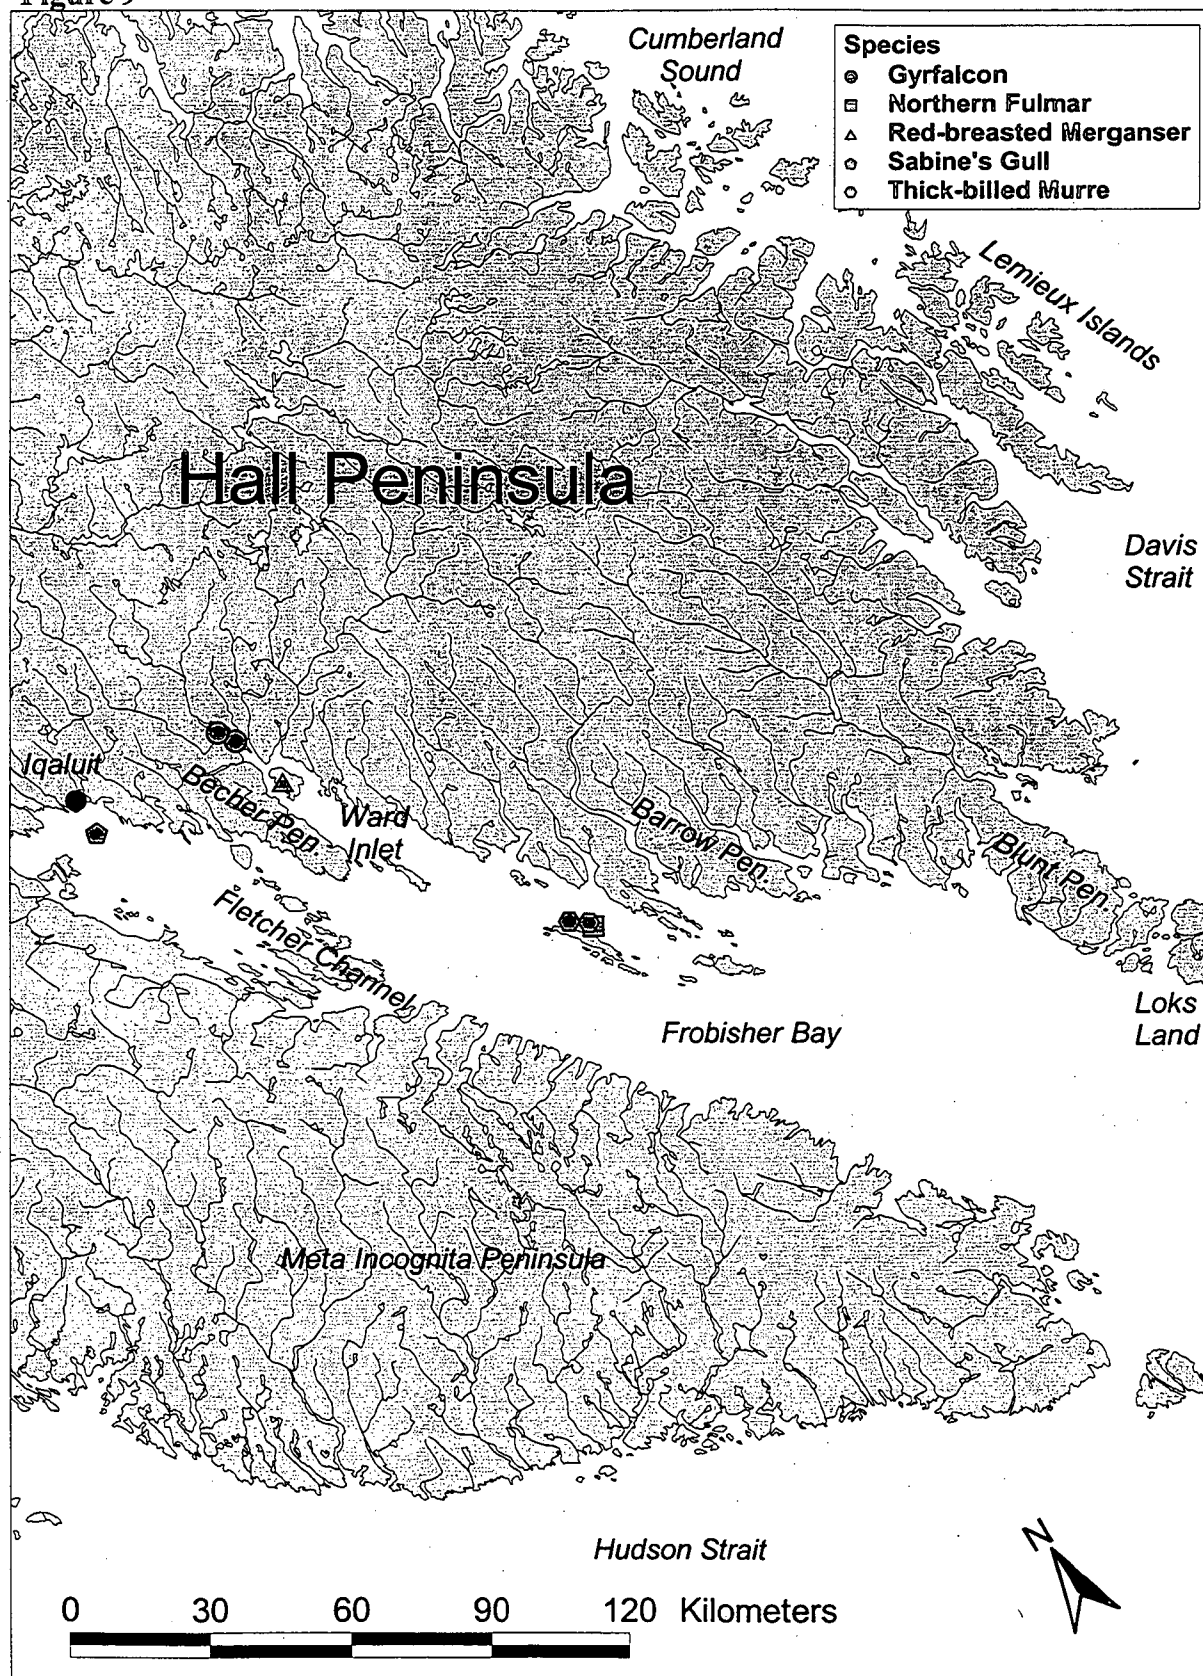 Figure 9
Cumberland
Sound
Species
Gyrfalcon
Northern Fulmar
Red-breasted Merganser
Sabine's Gull
Thick-billed Murre
Lemieux Islands
Hall Peninsula
Davis
Strait
Iqaluit
Becher Pen.
Ward
Inlet
Barrow Pen.
Blunt Pen.
Fletcher Channel
Loks
Land
Frobisher Bay
Meta Incognita Peninsula
Hudson Strait
N
0 30 60 90 120 Kilometers